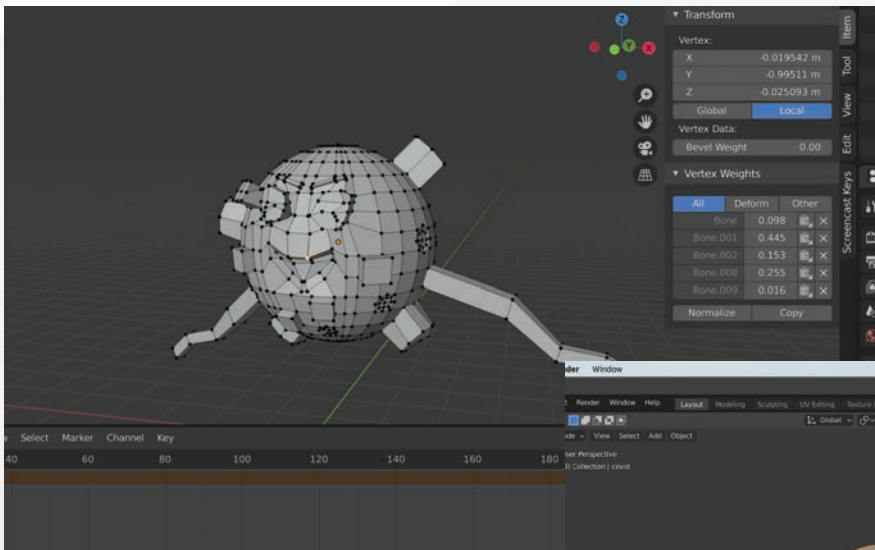 Z
Y
X
Transform
Vertex:
X -0.019542 m
Y -0.99511 m
Z -0.025093 m
Global Local
Vertex Data:
Bevel Weight 0.00
Vertex Weights
All Deform Other
Bone 0.098
Bone.001 0.445
Bone.002 0.153
Bone.008 0.255
Bone.009 0.016
Normalize Copy
Item
Tool
View
Edit
Screencast Keys
Select Marker Channel Key
40 60 80 100 120 140 160 180
Window
Render Window Help Layout Modeling Sculpting UV Editing Texture
Global
View Select Add Object
Perspective
Collection | covid